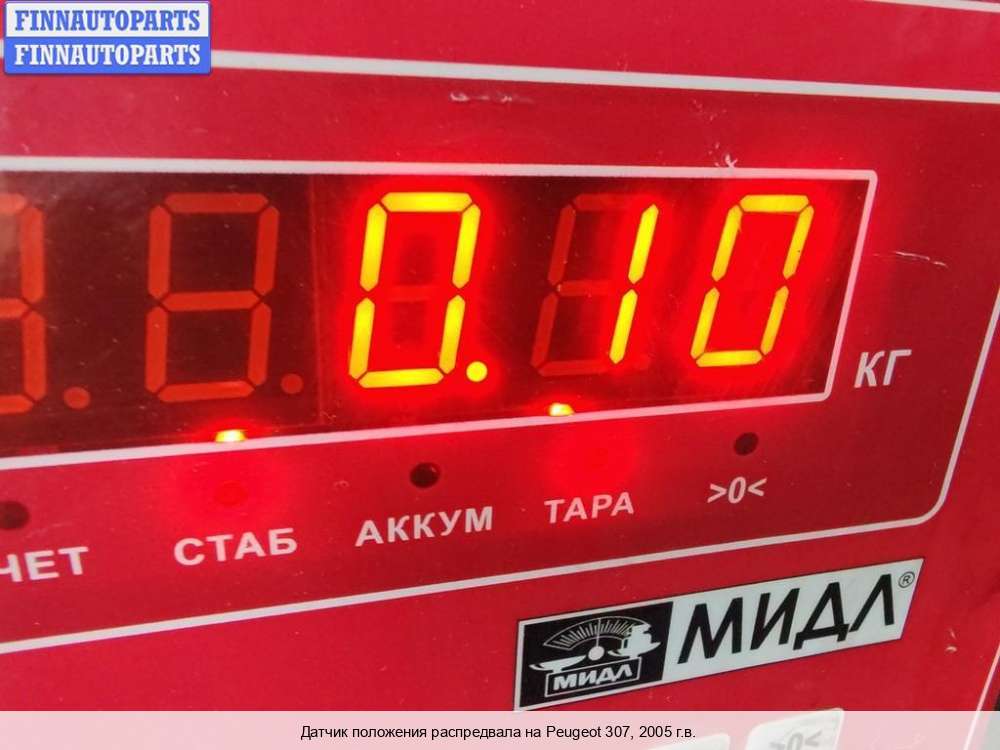 FINNAUTOPARTS
FINNAUTOPARTS
0.10
КГ
СТАБ
АККУМ
ТАРА
>0<
МИДЛ®
МИДЛ
Датчик положения распредвала на Peugeot 307, 2005 г.в.